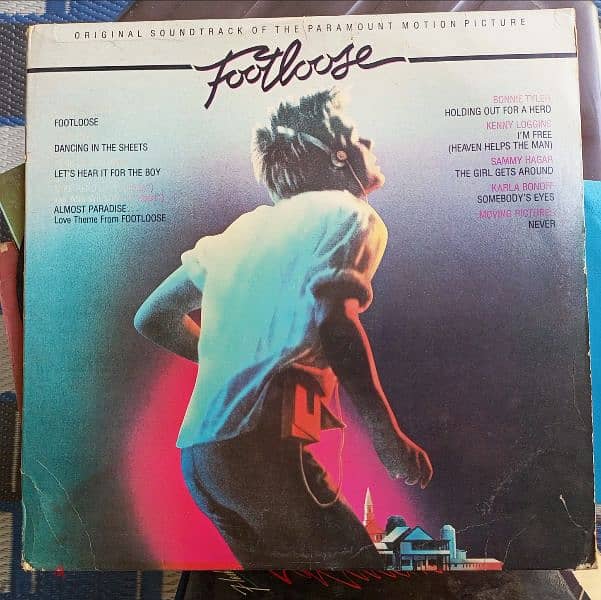 ORIGINAL SOUNDTRACK OF THE PARAMOUNT MOTION PICTURE
Footloose
FOOTLOOSE
DANCING IN THE SHEETS
LET'S HEAR IT FOR THE BOY
ALMOST PARADISE...
Love Theme From FOOTLOOSE
BONNIE TYLER
HOLDING OUT FOR A HERO
KENNY LOGGINS
I'M FREE
(HEAVEN HELPS THE MAN)
SAMMY HAGAR
THE GIRL GETS AROUND
KARLA BONOFF
SOMEBODY'S EYES
MOVING PICTURES
NEVER